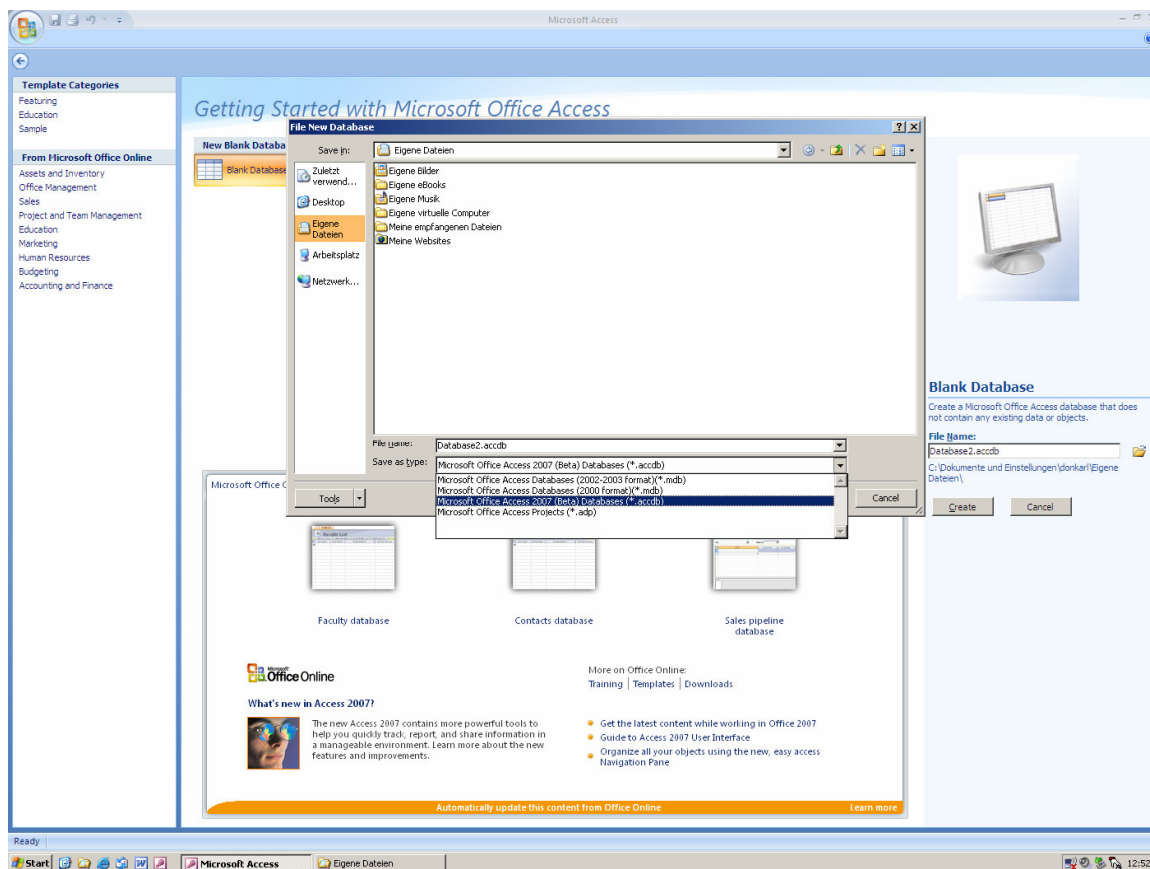 Microsoft Access
Template Categories
Featuring
Education
Sample
From Microsoft Office Online
Assets and Inventory
Office Management
Sales
Project and Team Management
Education
Marketing
Human Resources
Budgeting
Accounting and Finance
Getting Started with Microsoft Office Access
New Blank Databa
Blank Database
File New Database
Save in:
Eigene Dateien
Zuletzt
verwend...
Desktop
Eigene
Dateien
Arbeitsplatz
Netzwerk...
Eigene Bilder
Eigene eBooks
Eigene Musik
Eigene virtuelle Computer
Meine empfangenen Dateien
Meine Websites
File name:
Database2.accdb
Save as type:
Microsoft Office Access 2007 (Beta) Databases (*.accdb)
Microsoft Office Access Databases (2002-2003 format)(*.mdb)
Microsoft Office Access Databases (2000 format)(*.mdb)
Microsoft Office Access 2007 (Beta) Databases (*.accdb)
Microsoft Office Access Projects (*.adp)
Tools
Cancel
Blank Database
Create a Microsoft Office Access database that does
not contain any existing data or objects.
File Name:
Database2.accdb
C:\Dokumente und Einstellungen\donkarl\Eigene
Dateien\
Create
Cancel
Microsoft Office O
Faculty database
Contacts database
Sales pipeline
database
Microsoft
Office Online
More on Office Online:
Training | Templates | Downloads
What's new in Access 2007?
The new Access 2007 contains more powerful tools to
help you quickly track, report, and share information in
a manageable environment. Learn more about the new
features and improvements.
Get the latest content while working in Office 2007
Guide to Access 2007 User Interface
Organize all your objects using the new, easy access
Navigation Pane
Automatically update this content from Office Online
Learn more
Ready
Start
Microsoft Access
Eigene Dateien
12:52